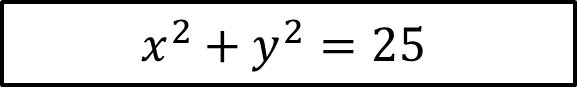 x² + y² = 25